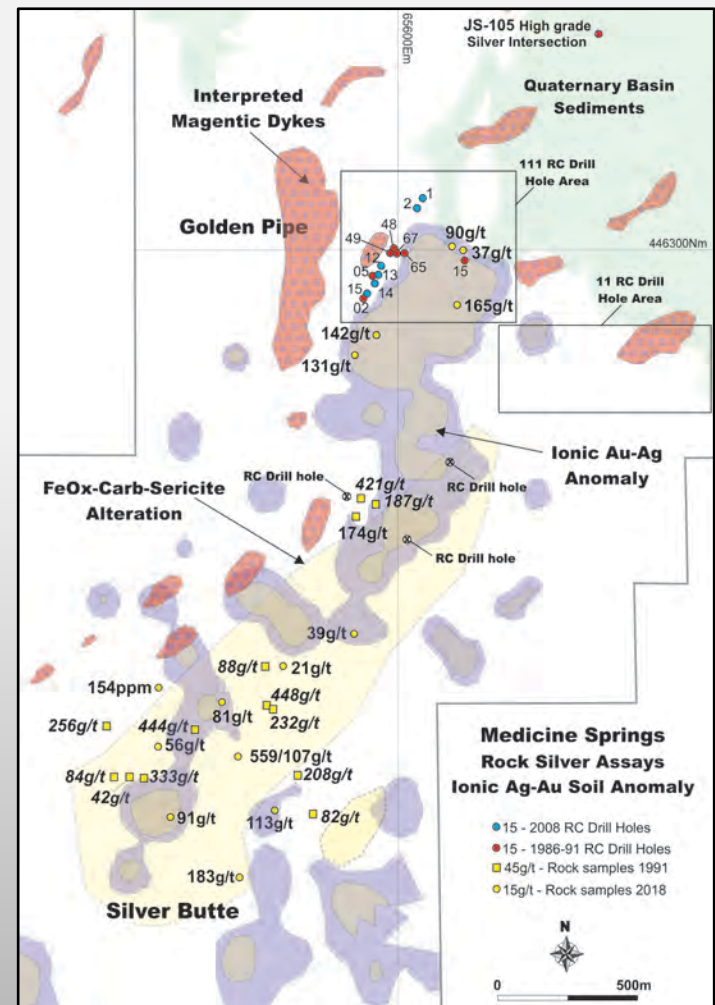 65600Em
JS-105 High grade
Silver Intersection
Quaternary Basin
Sediments
Interpreted
Magentic Dykes
111 RC Drill
Hole Area
Golden Pipe
1
2
48
49
67
65
90g/t
37g/t
446300Nm
12
05
13
15
14
02
15
165g/t
11 RC Drill
Hole Area
142g/t
131g/t
Ionic Au-Ag
Anomaly
RC Drill hole
421g/t
187g/t
174g/t
RC Drill hole
FeOx-Carb-Sericite
Alteration
RC Drill hole
39g/t
88g/t
21g/t
154ppm
448g/t
81g/t
232g/t
256g/t
444g/t
56g/t
559/107g/t
84g/t
333g/t
42g/t
208g/t
91g/t
113g/t
82g/t
183g/t
Silver Butte
Medicine Springs
Rock Silver Assays
Ionic Ag-Au Soil Anomaly
15 - 2008 RC Drill Holes
15 - 1986-91 RC Drill Holes
45g/t - Rock samples 1991
15g/t - Rock samples 2018
N
0 500m